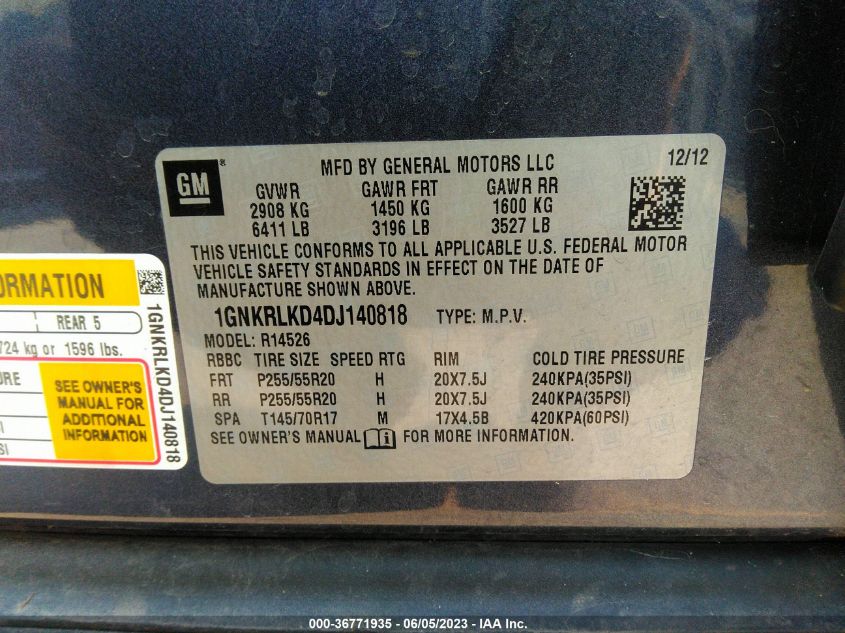 GM
MFD BY GENERAL MOTORS LLC 12/12
GVWR GAWR FRT GAWR RR
2908 KG 1450 KG 1600 KG
6411 LB 3196 LB 3527 LB
THIS VEHICLE CONFORMS TO ALL APPLICABLE U.S. FEDERAL MOTOR
VEHICLE SAFETY STANDARDS IN EFFECT ON THE DATE OF
MANUFACTURE SHOWN ABOVE.
1GNKRLKD4DJ140818 TYPE: M.P.V.
MODEL: R14526
RBBC TIRE SIZE SPEED RTG RIM COLD TIRE PRESSURE
FRT P255/55R20 H 20X7.5J 240KPA(35PSI)
RR P255/55R20 H 20X7.5J 240KPA(35PSI)
SPA T145/70R17 M 17X4.5B 420KPA(60PSI)
SEE OWNER'S MANUAL FOR MORE INFORMATION.
ORMATION
REAR 5
724 kg or 1596 lbs.
URE
SEE OWNER'S
MANUAL FOR
ADDITIONAL
INFORMATION
SI
1GNKRLKD4DJ140818
000-36771935 - 06/05/2023 - IAA Inc.